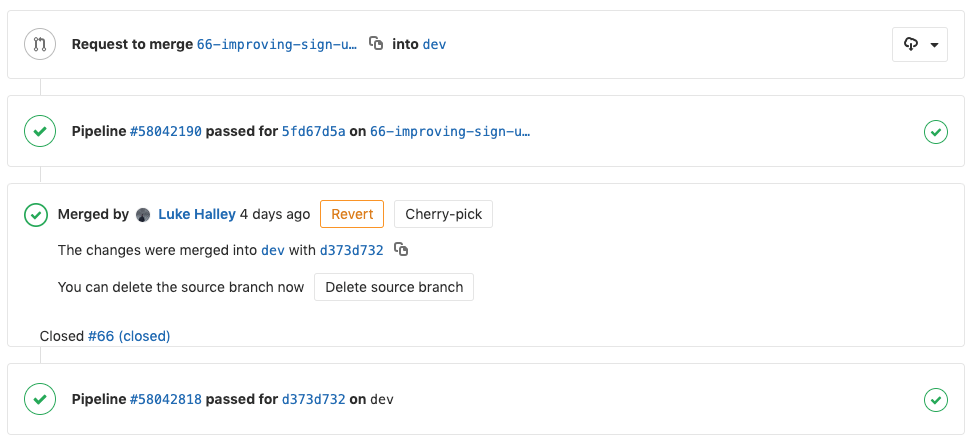 Request to merge 66-improving-sign-u… into dev
Pipeline #58042190 passed for 5fd67d5a on 66-improving-sign-u…
Merged by Luke Halley 4 days ago Revert Cherry-pick
The changes were merged into dev with d373d732
You can delete the source branch now Delete source branch
Closed #66 (closed)
Pipeline #58042818 passed for d373d732 on dev